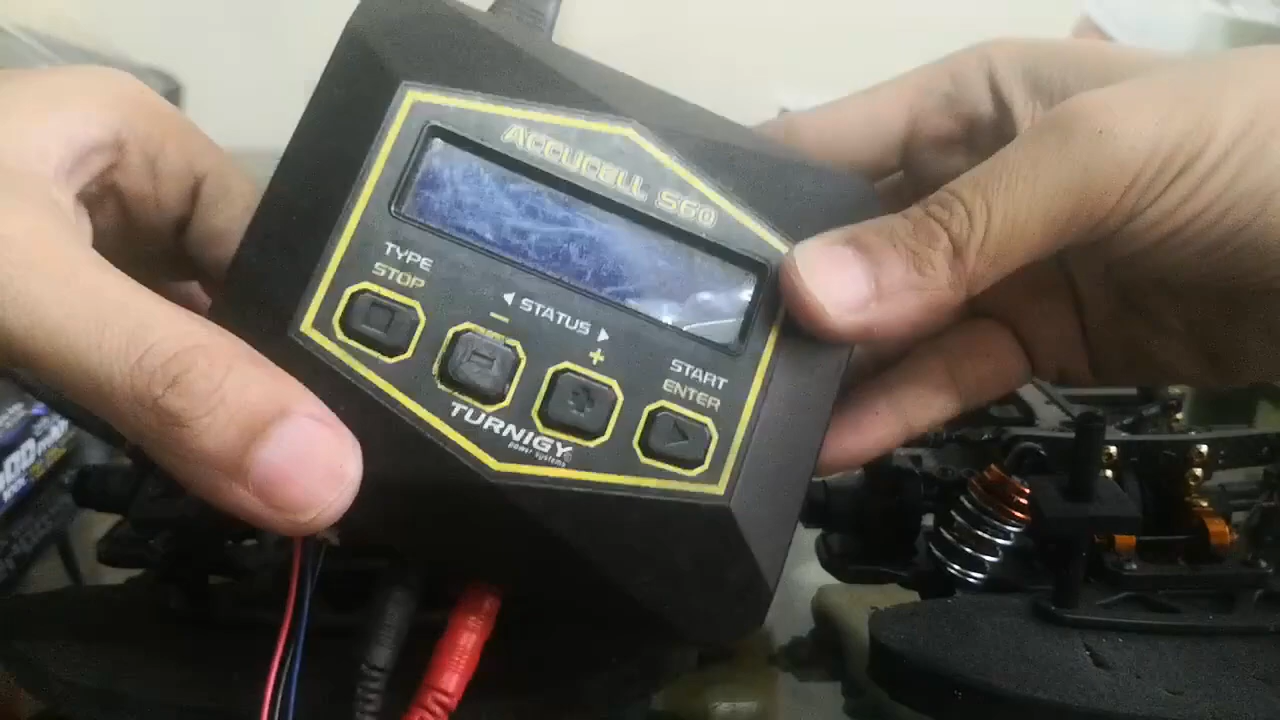 ACCUCELL S60
TYPE
STOP
◀ STATUS ▶
−
+
START
ENTER
TURNIGY®
power systems